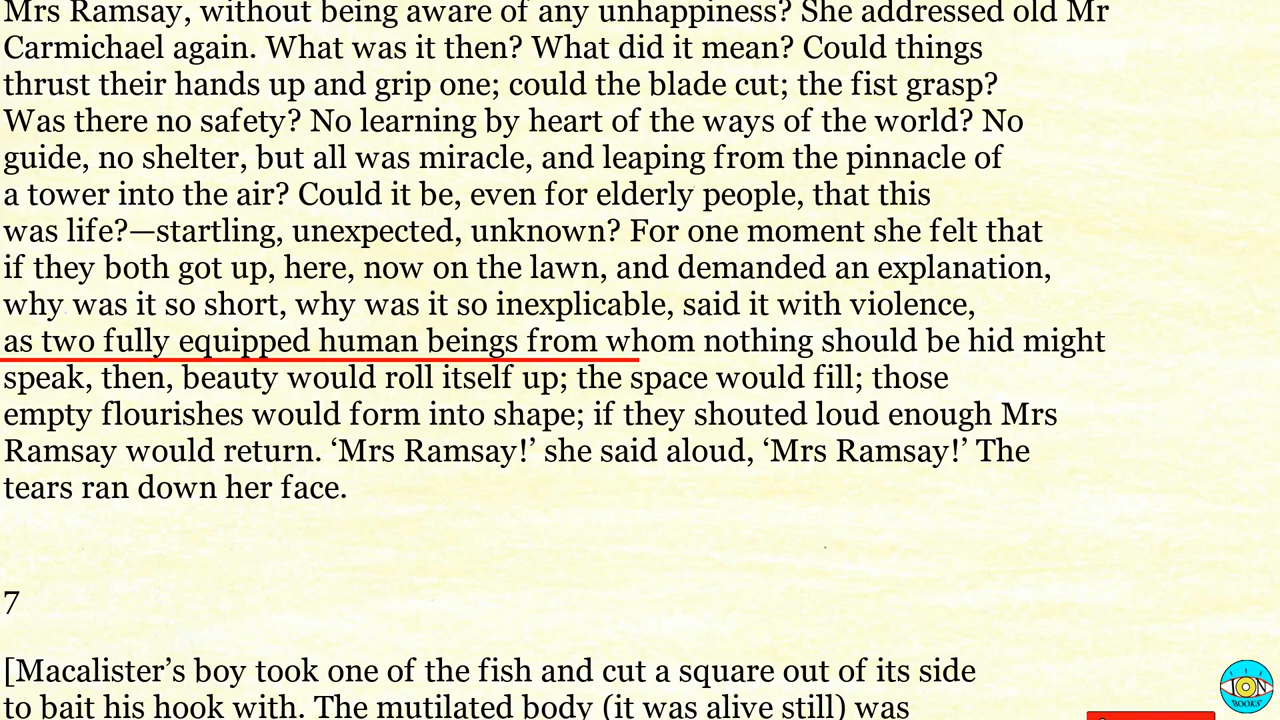 Mrs Ramsay, without being aware of any unhappiness? She addressed old Mr
Carmichael again. What was it then? What did it mean? Could things
thrust their hands up and grip one; could the blade cut; the fist grasp?
Was there no safety? No learning by heart of the ways of the world? No
guide, no shelter, but all was miracle, and leaping from the pinnacle of
a tower into the air? Could it be, even for elderly people, that this
was life?—startling, unexpected, unknown? For one moment she felt that
if they both got up, here, now on the lawn, and demanded an explanation,
why was it so short, why was it so inexplicable, said it with violence,
as two fully equipped human beings from whom nothing should be hid might
speak, then, beauty would roll itself up; the space would fill; those
empty flourishes would form into shape; if they shouted loud enough Mrs
Ramsay would return. ‘Mrs Ramsay!’ she said aloud, ‘Mrs Ramsay!’ The
tears ran down her face.
7
[Macalister’s boy took one of the fish and cut a square out of its side
to bait his hook with. The mutilated body (it was alive still) was
ION
BOOKS